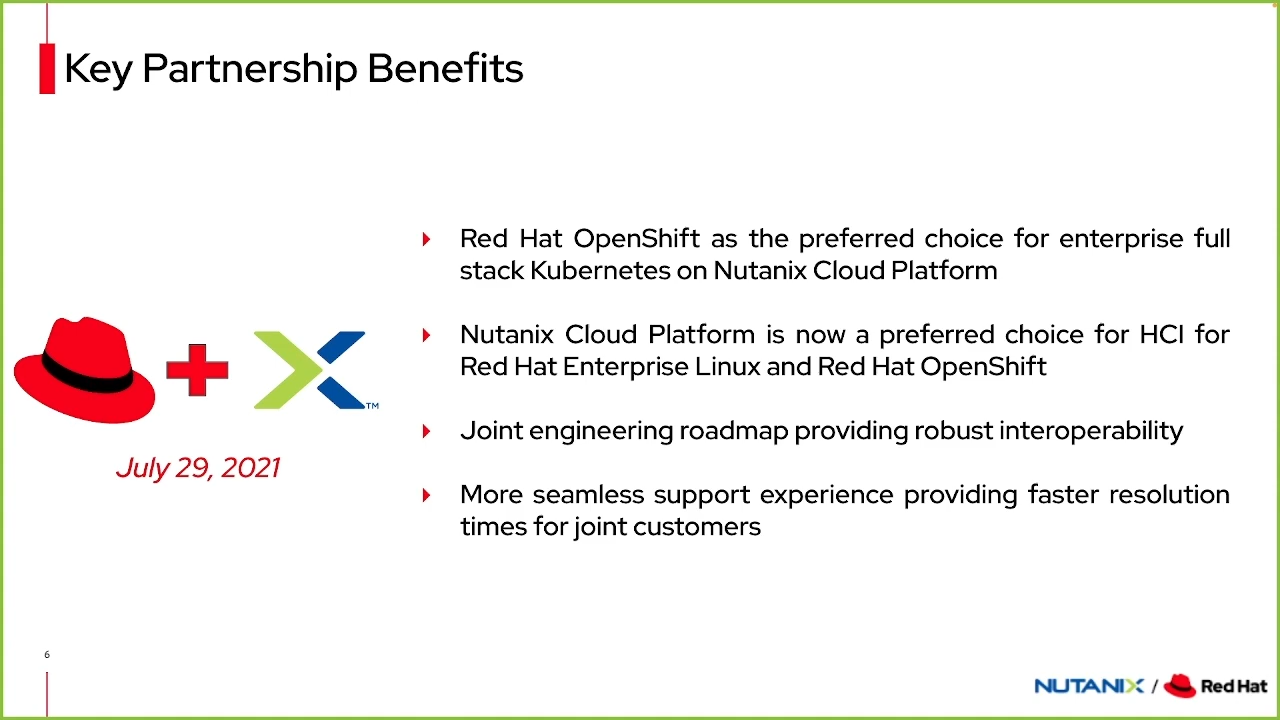 Key Partnership Benefits
Red Hat OpenShift as the preferred choice for enterprise full
stack Kubernetes on Nutanix Cloud Platform
Nutanix Cloud Platform is now a preferred choice for HCI for
Red Hat Enterprise Linux and Red Hat OpenShift
Joint engineering roadmap providing robust interoperability
More seamless support experience providing faster resolution
times for joint customers
TM
July 29, 2021
6
NUTANIX / Red Hat